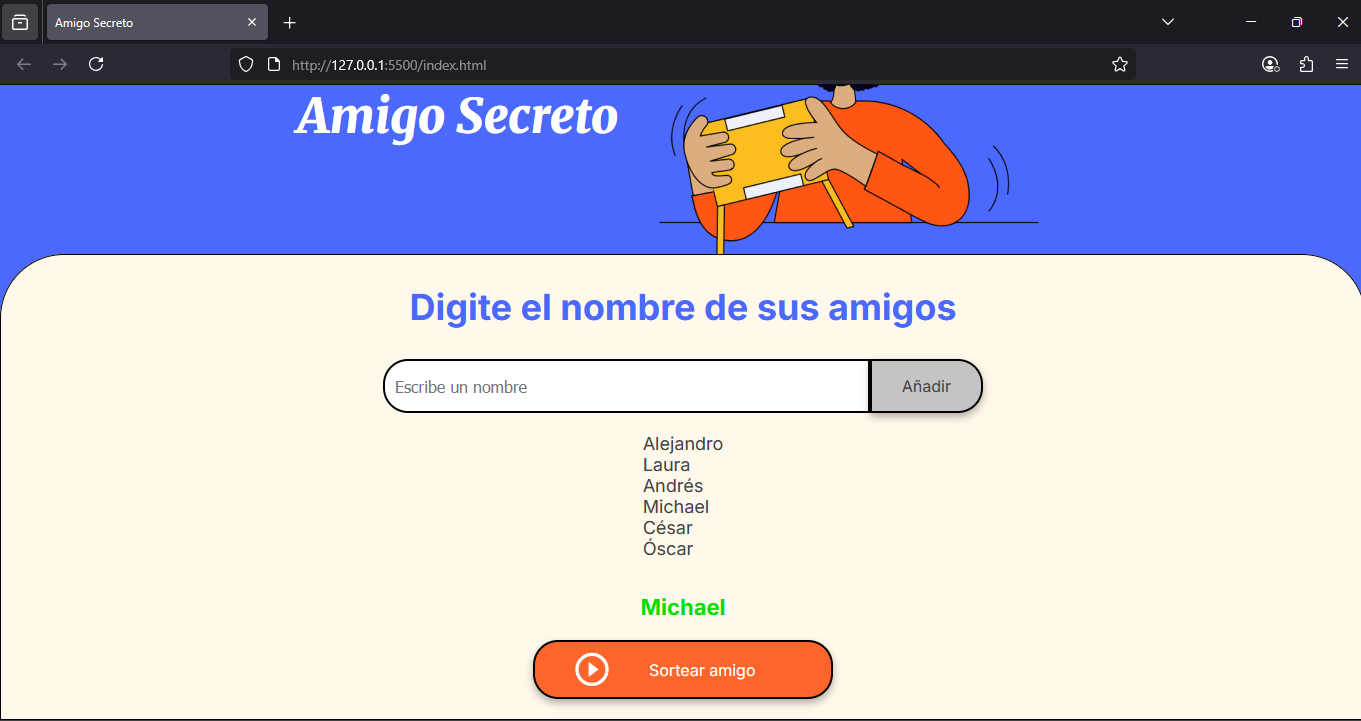 Amigo Secreto
http://127.0.0.1:5500/index.html
Amigo Secreto
Digite el nombre de sus amigos
Escribe un nombre
Añadir
Alejandro
Laura
Andrés
Michael
César
Óscar
Michael
Sortear amigo